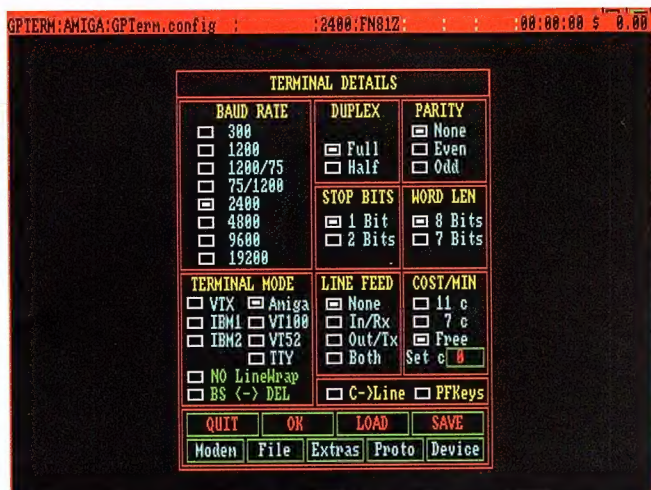 GPTERM:AMIGA:GPTerm.config : :2400:FN81Z: : : :00:00:00 $ 0.00
TERMINAL DETAILS
BAUD RATE
300
1200
1200/75
75/1200
2400
4800
9600
19200
DUPLEX
Full
Half
PARITY
None
Even
Odd
STOP BITS
1 Bit
2 Bits
WORD LEN
8 Bits
7 Bits
TERMINAL MODE
VTX Amiga
IBM1 VT100
IBM2 VT52
TTY
NO LineWrap
BS <-> DEL
LINE FEED
None
In/Rx
Out/Tx
Both
COST/MIN
11 c
7 c
Free
Set c 0
C->Line PFKeys
QUIT OK LOAD SAVE
Modem File Extras Proto Device